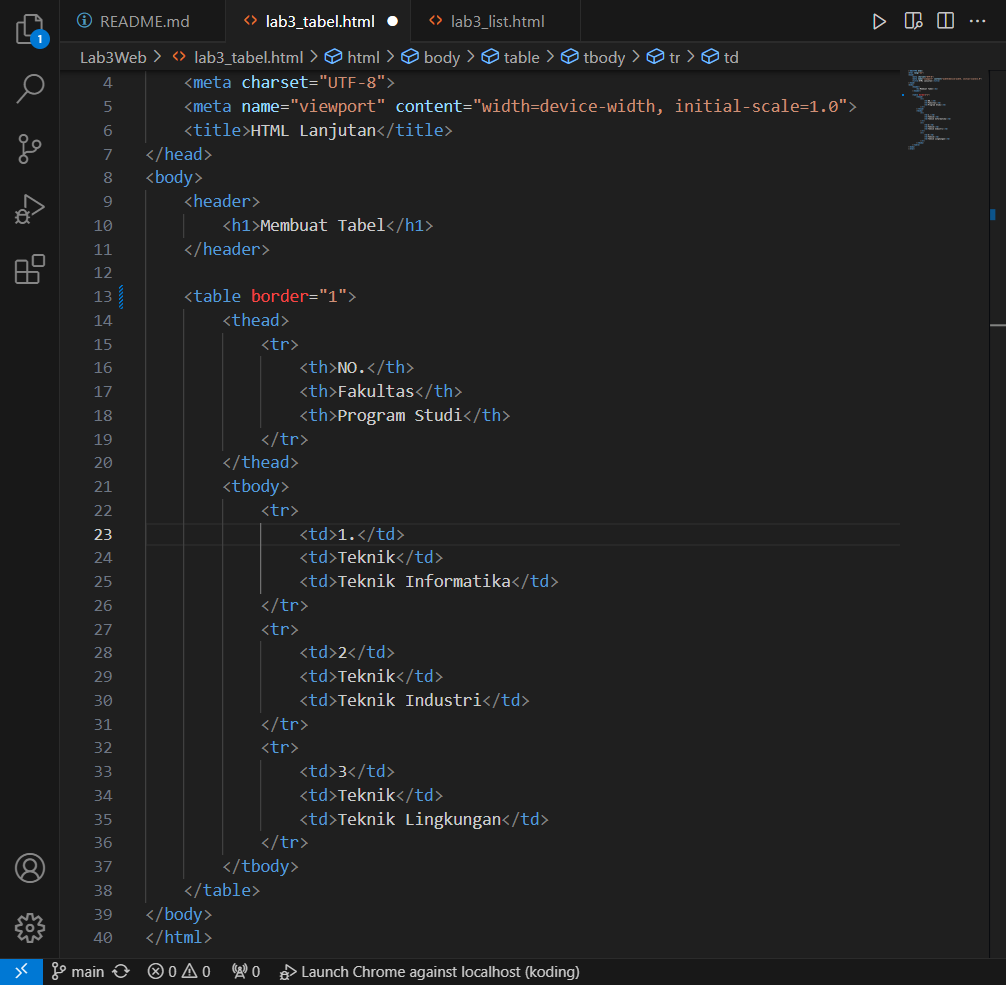 README.md
lab3_tabel.html
lab3_list.html
Lab3Web > lab3_tabel.html > html > body > table > tbody > tr > td
4 <meta charset="UTF-8">
5 <meta name="viewport" content="width=device-width, initial-scale=1.0">
6 <title>HTML Lanjutan</title>
7 </head>
8 <body>
9 <header>
10 <h1>Membuat Tabel</h1>
11 </header>
12
13 <table border="1">
14 <thead>
15 <tr>
16 <th>NO.</th>
17 <th>Fakultas</th>
18 <th>Program Studi</th>
19 </tr>
20 </thead>
21 <tbody>
22 <tr>
23 <td>1.</td>
24 <td>Teknik</td>
25 <td>Teknik Informatika</td>
26 </tr>
27 <tr>
28 <td>2</td>
29 <td>Teknik</td>
30 <td>Teknik Industri</td>
31 </tr>
32 <tr>
33 <td>3</td>
34 <td>Teknik</td>
35 <td>Teknik Lingkungan</td>
36 </tr>
37 </tbody>
38 </table>
39 </body>
40 </html>
1
main 0 0 0 Launch Chrome against localhost (koding)